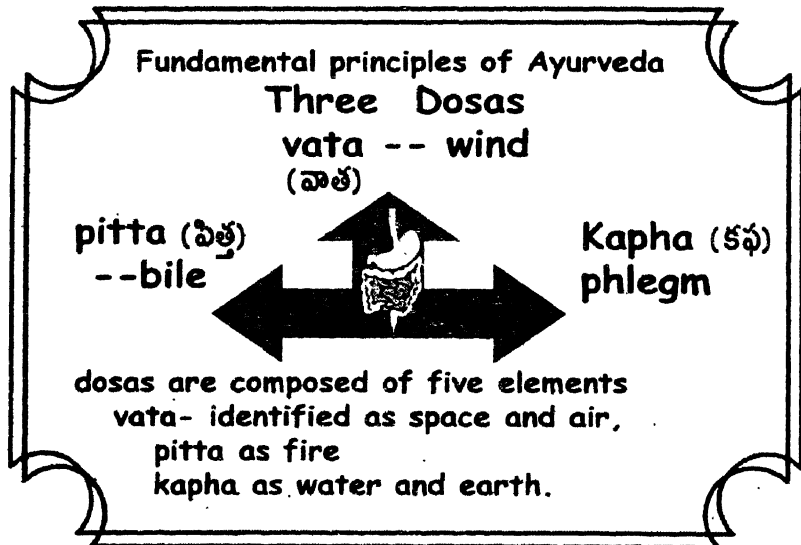 Fundamental principles of Ayurveda
Three Dosas
vata -- wind
(వాత)
pitta (పిత్త)
--bile
Kapha (కఫ)
phlegm
dosas are composed of five elements
vata- identified as space and air,
pitta as fire
kapha as water and earth.